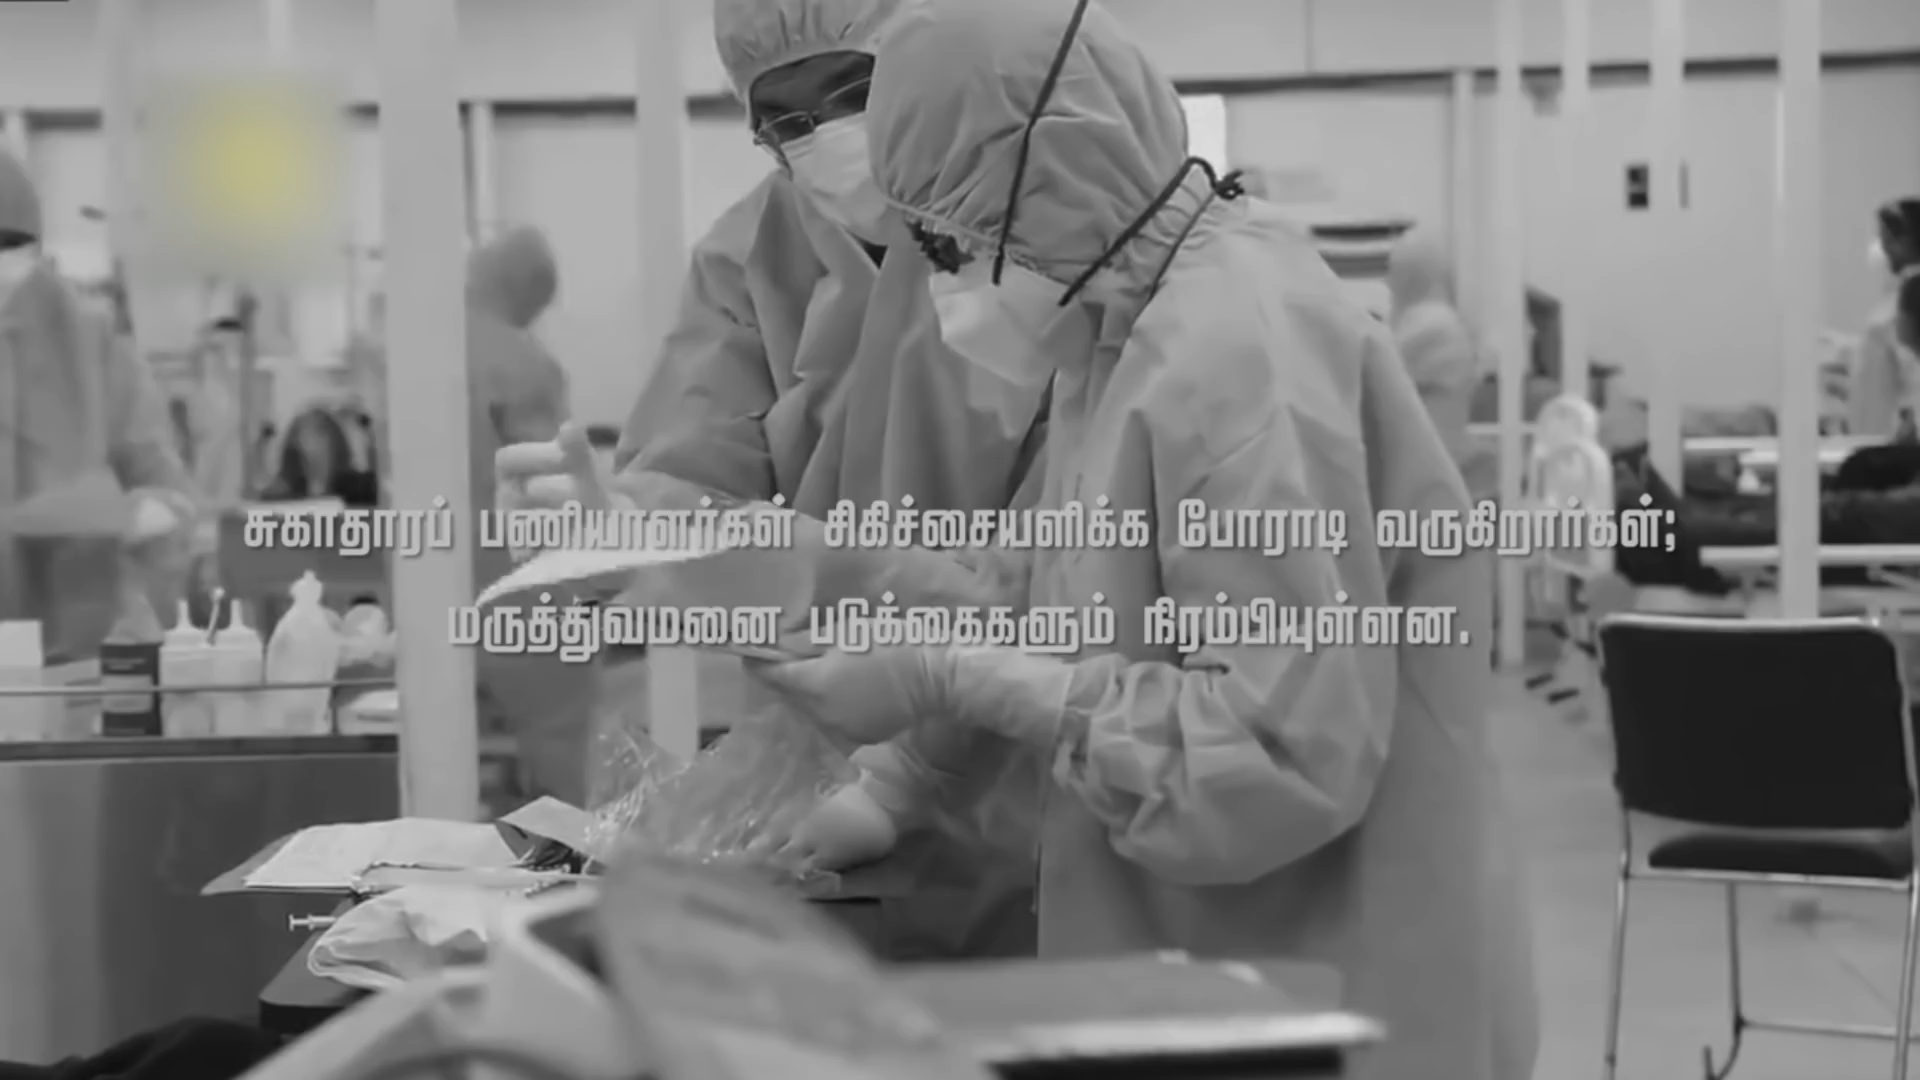 சுகாதாரப் பணியாளர்கள் சிகிச்சையளிக்க போராடி வருகிறார்கள்;
மருத்துவமனை படுக்கைகளும் நிரம்பியுள்ளன.